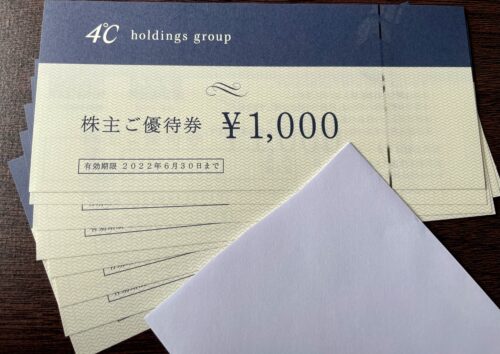 4℃ holdings group
株主ご優待券 ￥1,000
有効期限 2022年6月30日まで